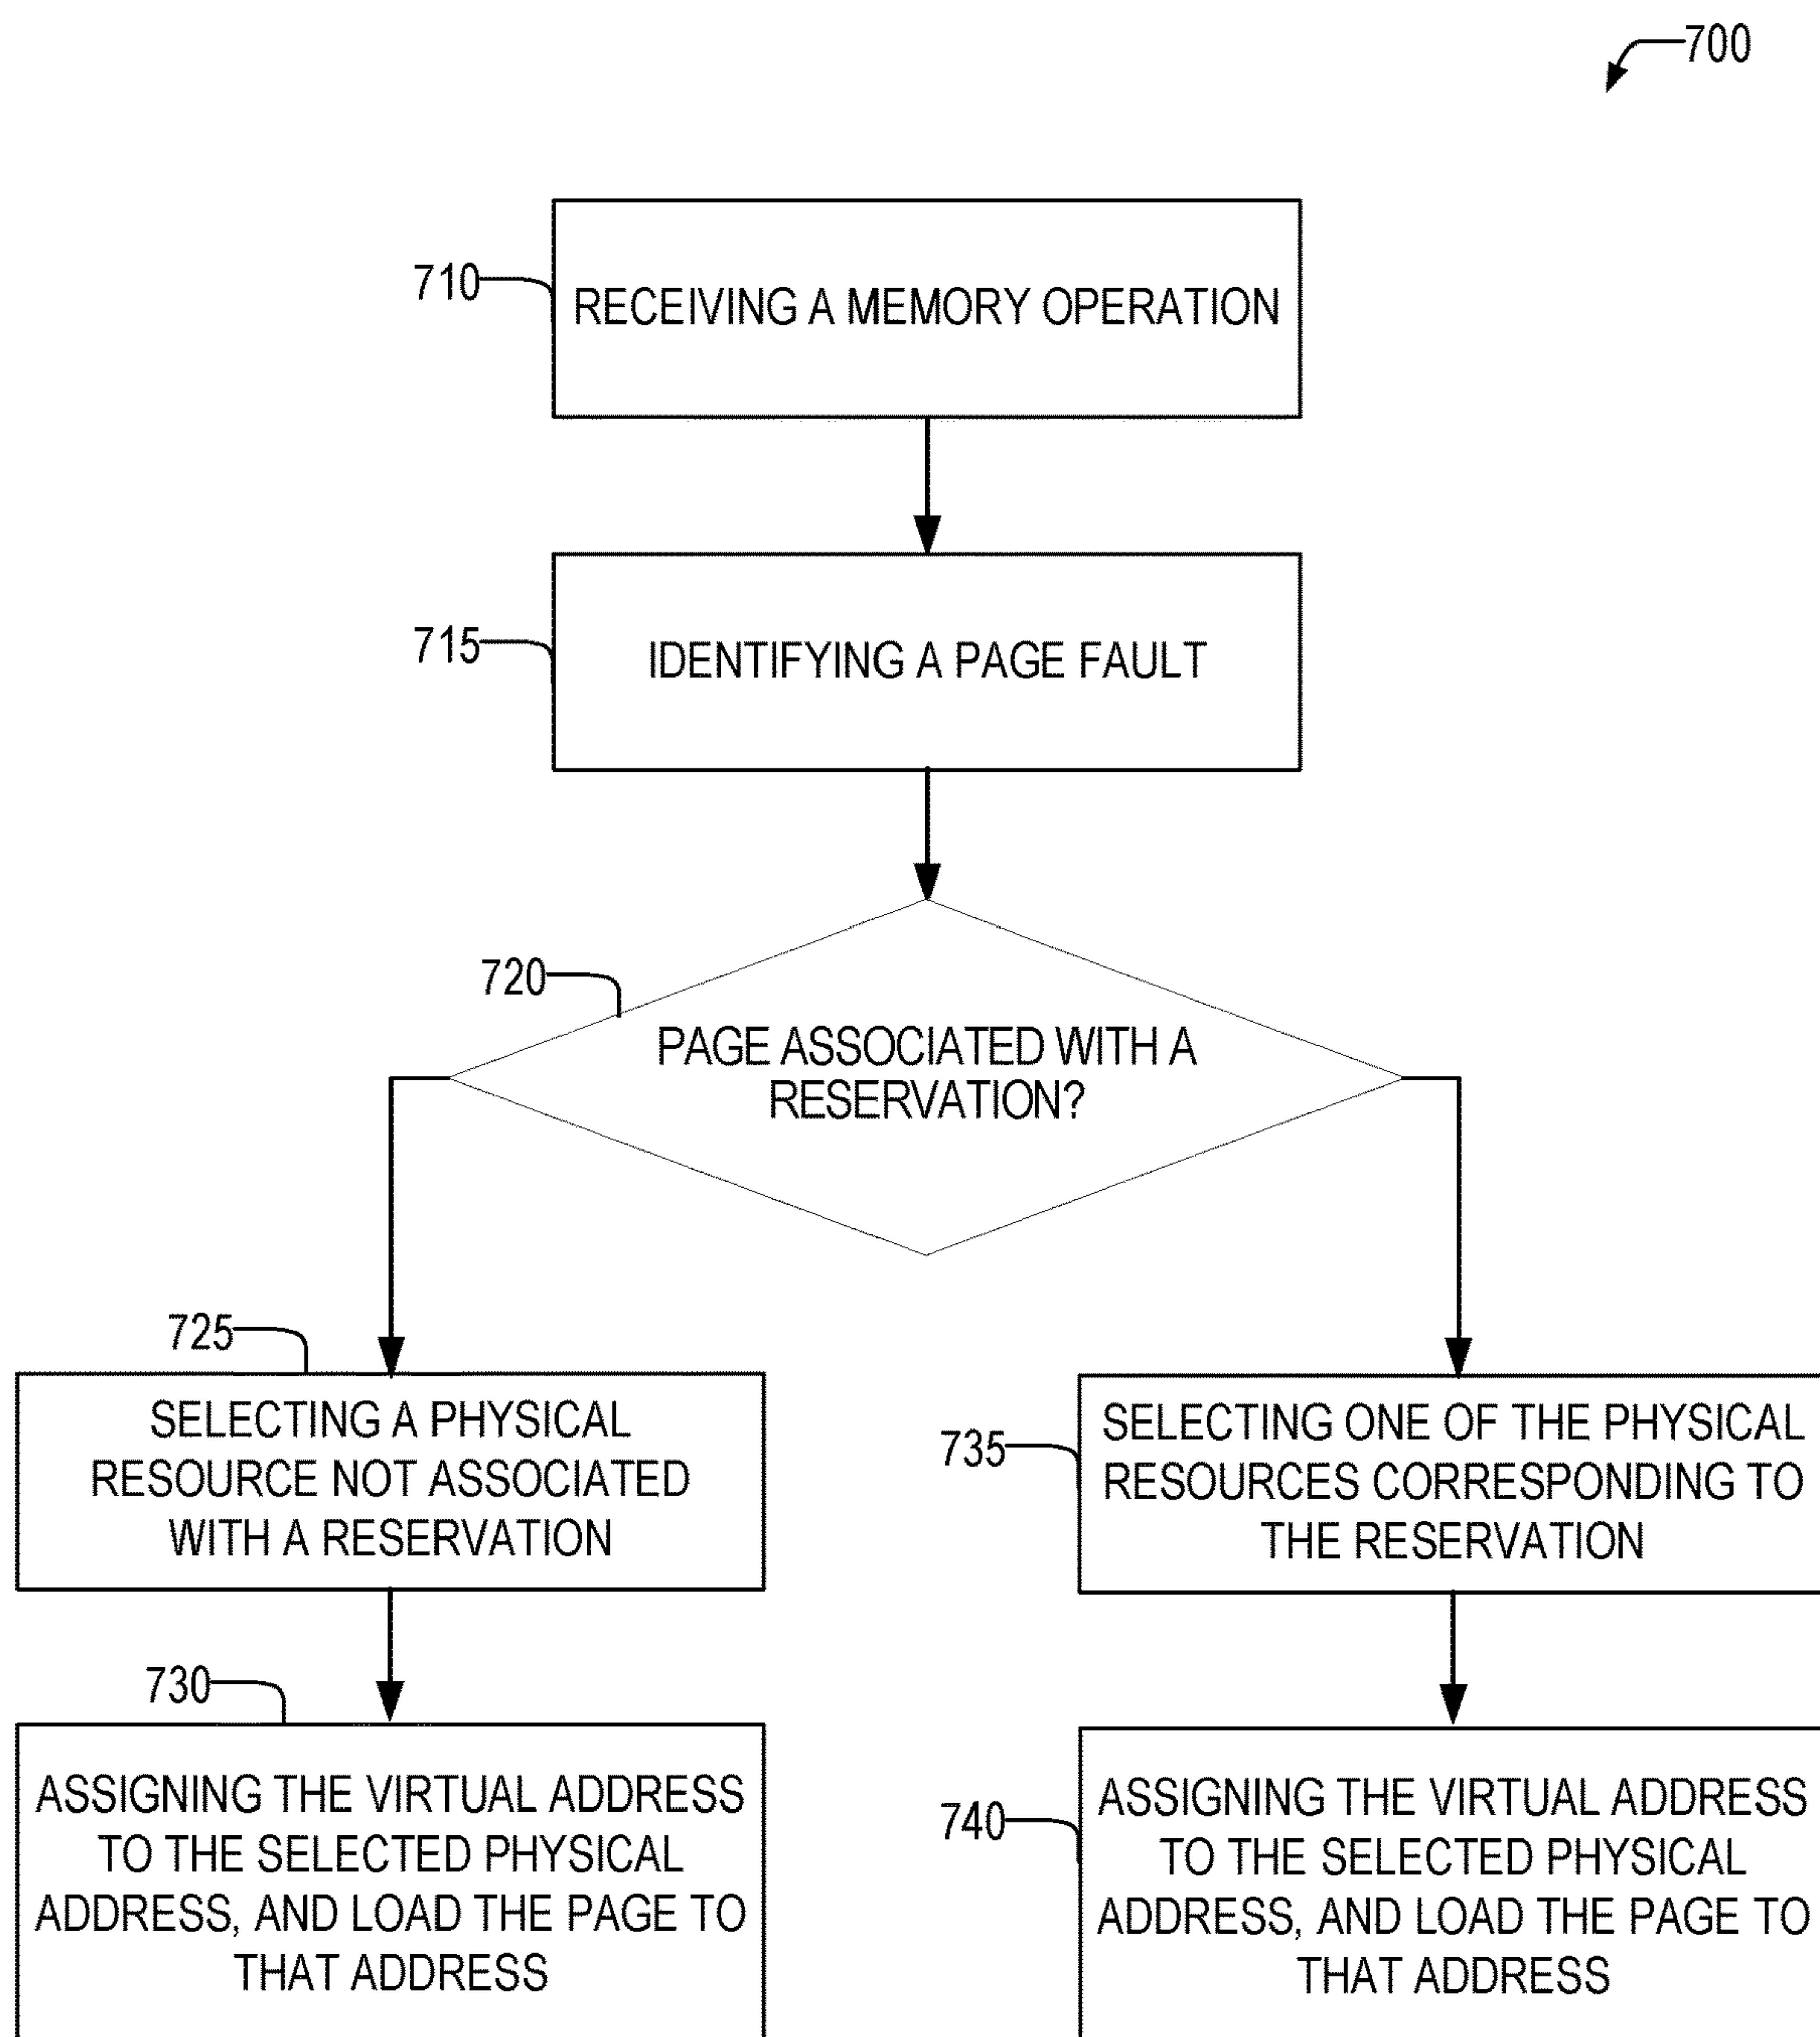 700
710
RECEIVING A MEMORY OPERATION
715
IDENTIFYING A PAGE FAULT
720
PAGE ASSOCIATED WITH A
RESERVATION?
725
SELECTING A PHYSICAL
RESOURCE NOT ASSOCIATED
WITH A RESERVATION
730
ASSIGNING THE VIRTUAL ADDRESS
TO THE SELECTED PHYSICAL
ADDRESS, AND LOAD THE PAGE TO
THAT ADDRESS
735
SELECTING ONE OF THE PHYSICAL
RESOURCES CORRESPONDING TO
THE RESERVATION
740
ASSIGNING THE VIRTUAL ADDRESS
TO THE SELECTED PHYSICAL
ADDRESS, AND LOAD THE PAGE TO
THAT ADDRESS